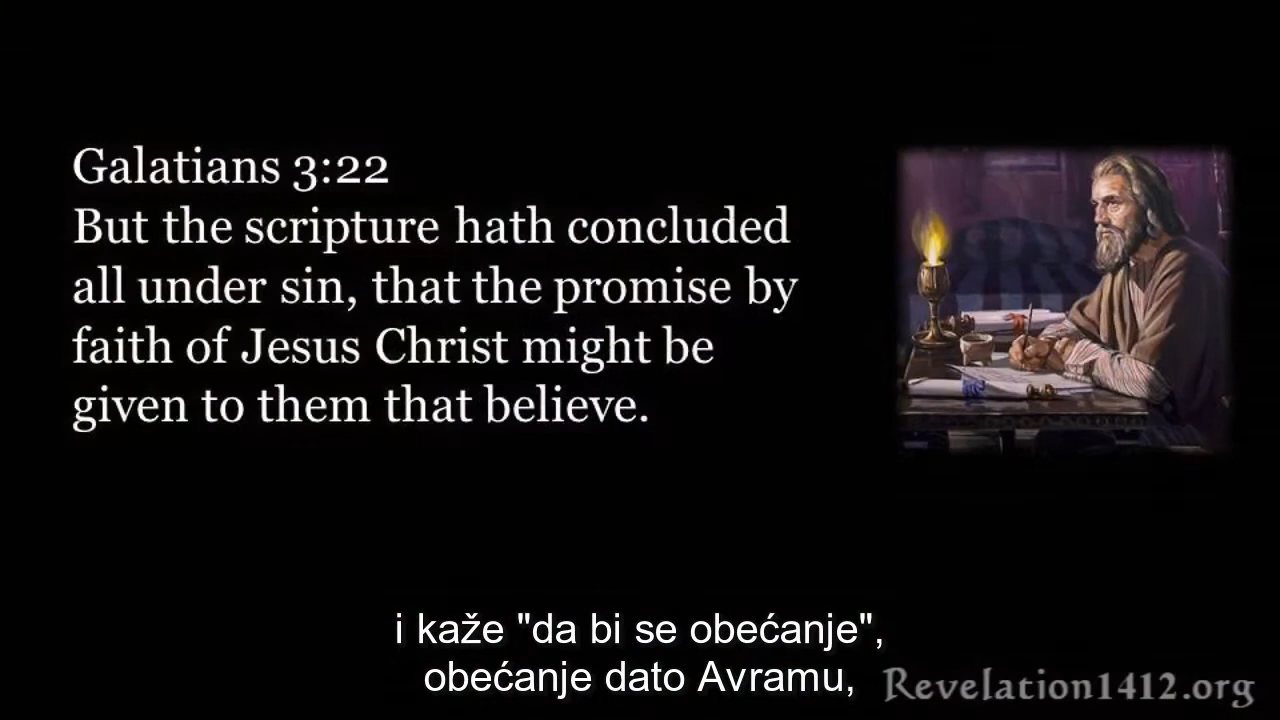 Galatians 3:22
But the scripture hath concluded
all under sin, that the promise by
faith of Jesus Christ might be
given to them that believe.
i kaže "da bi se obećanje",
obećanje dato Avramu,
Revelation1412.org